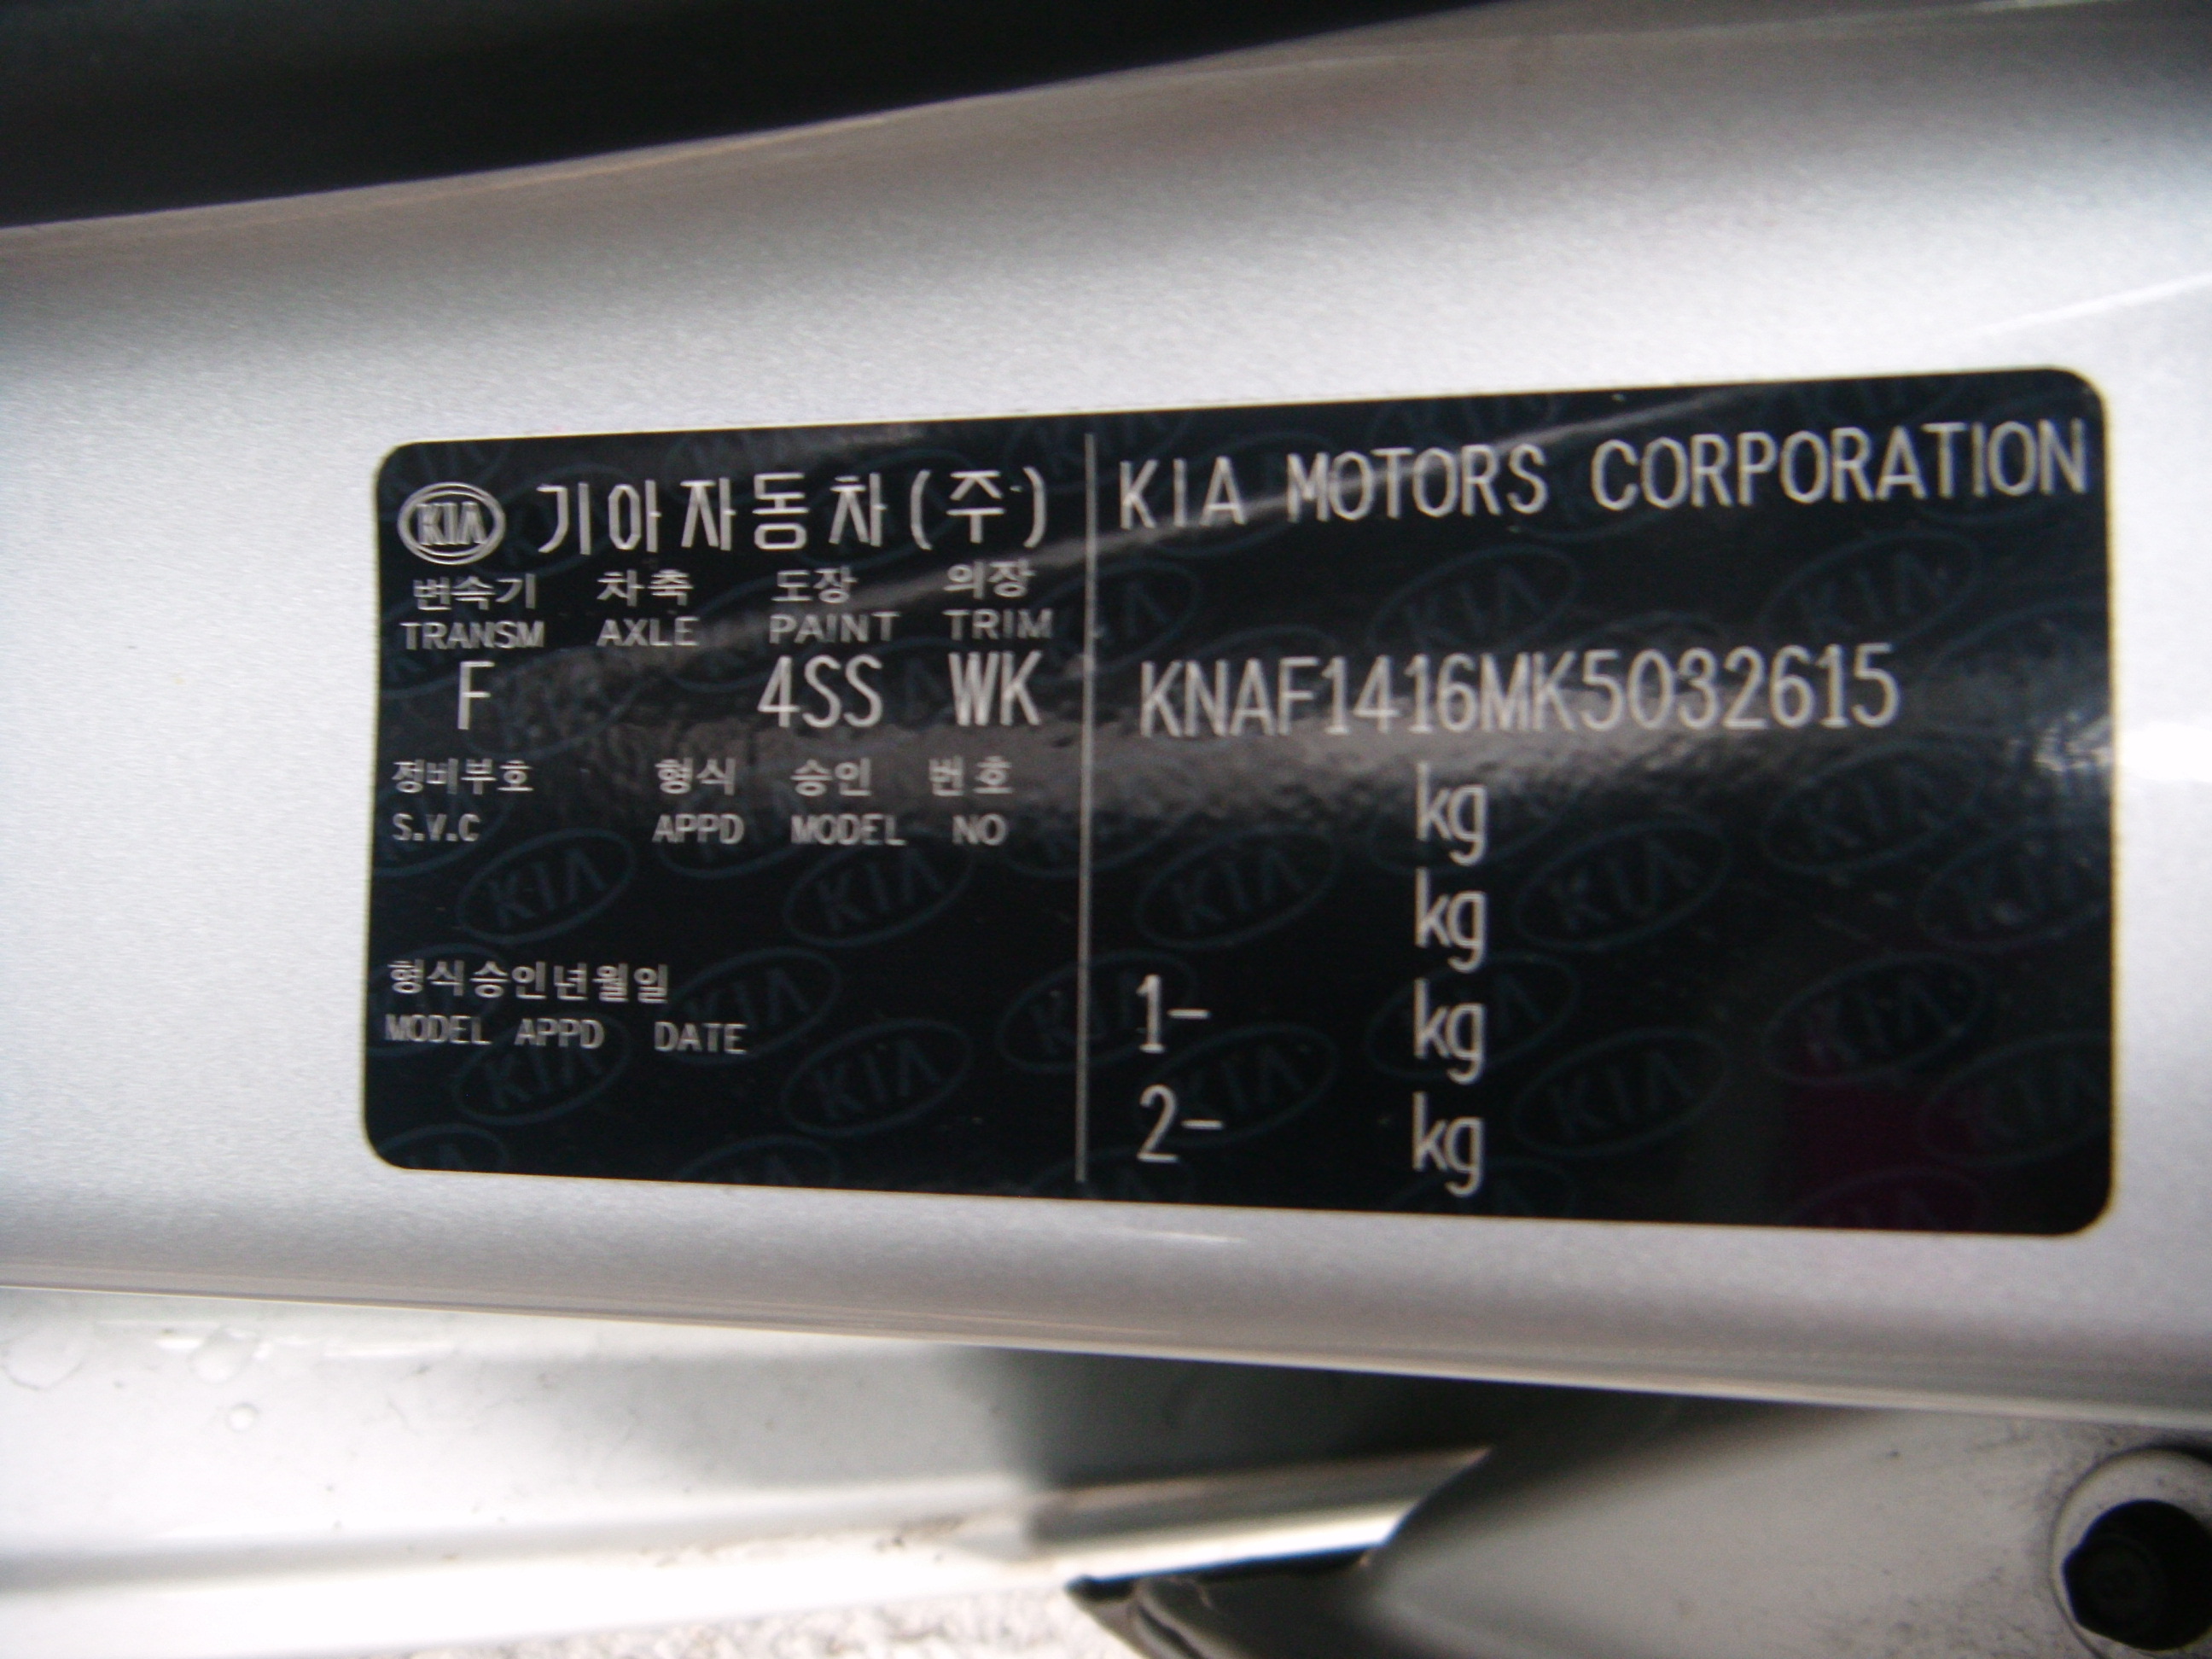 KIA 기아자동차(주)
변속기 차축 도장 의장
TRANSM AXLE PAINT TRIM
F 4SS WK
정비부호 형식 승인 번호
S.V.C APPD MODEL NO
형식승인년월일
MODEL APPD DATE
KIA MOTORS CORPORATION
KNAF1416MK5032615
kg
kg
1- kg
2- kg